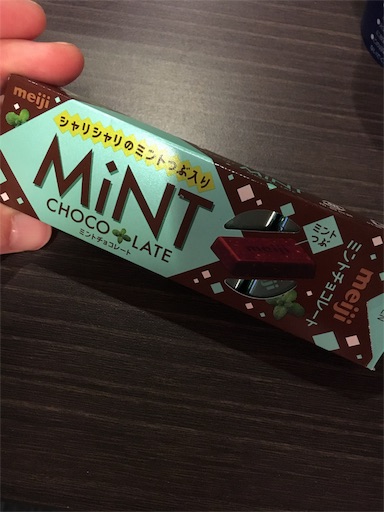 meiji
シャリシャリのミントつぶ入り
MiNT
CHOCO LATE
ミントチョコレート
ミント
つぶ
meiji
ミントチョコレート